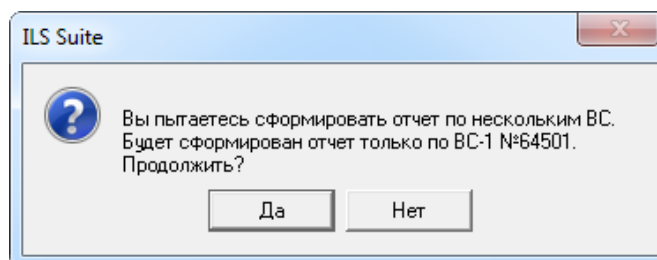 ILS Suite
Вы пытаетесь сформировать отчет по нескольким ВС.
Будет сформирован отчет только по ВС-1 №64501.
Продолжить?
Да
Нет